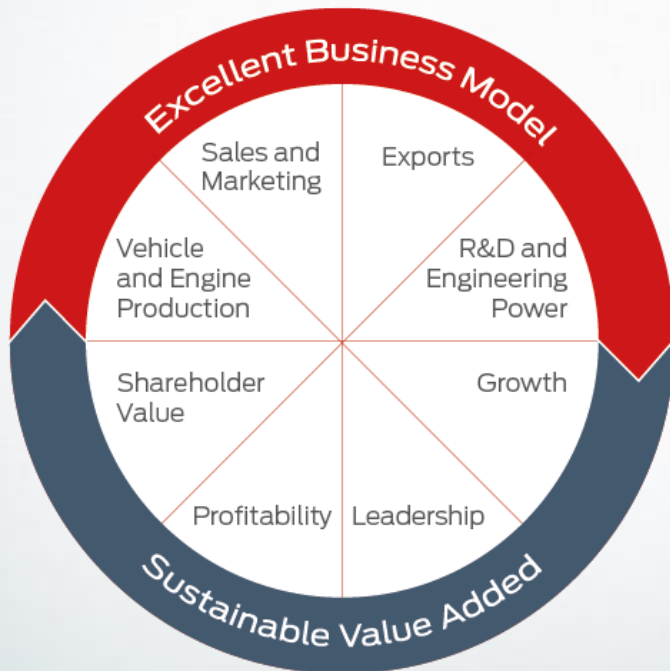 Excellent Business Model
Sales and
Marketing
Exports
Vehicle
and Engine
Production
R&D and
Engineering
Power
Shareholder
Value
Growth
Profitability
Leadership
Sustainable Value Added